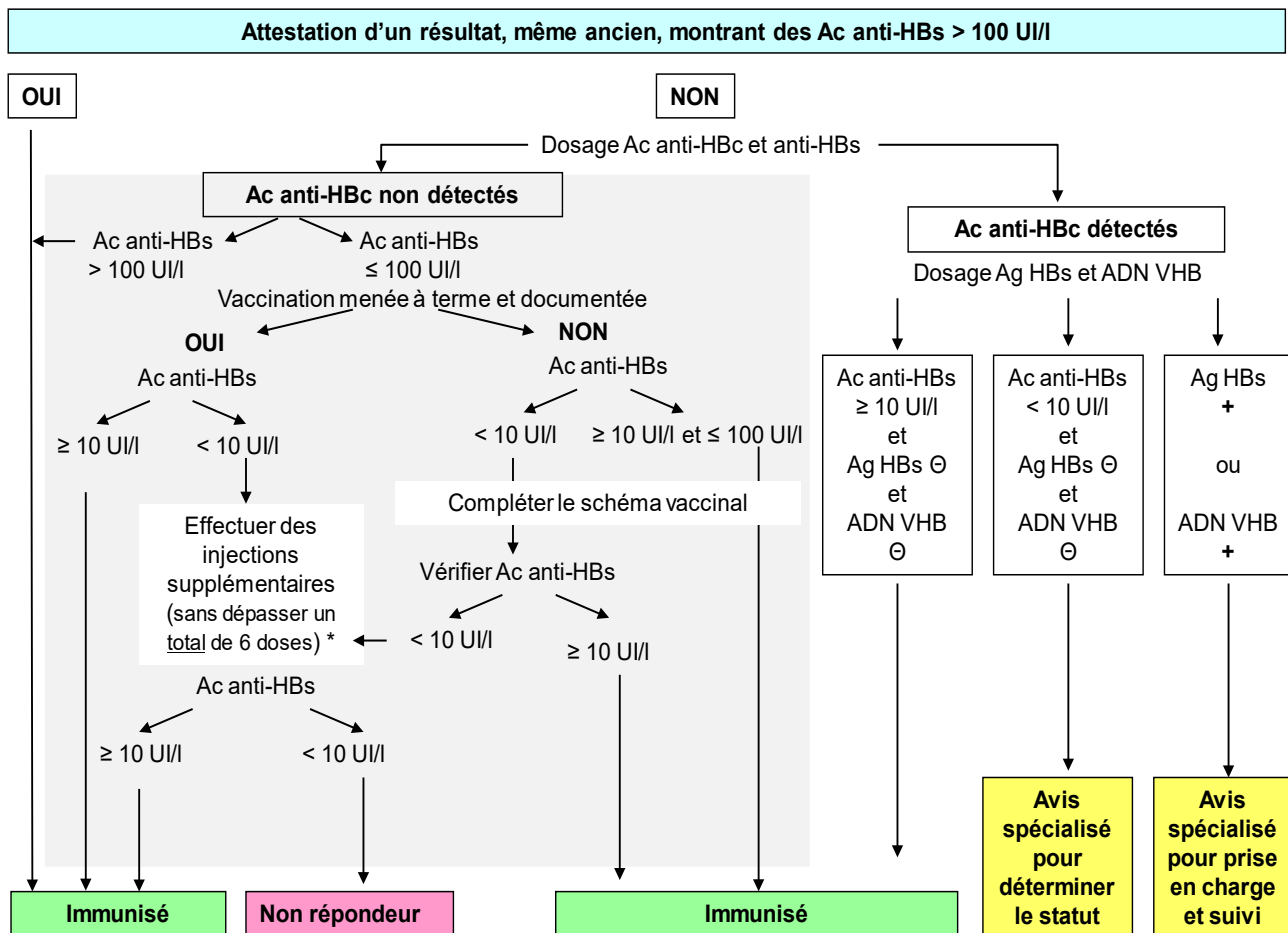 Attestation d’un résultat, même ancien, montrant des Ac anti-HBs > 100 UI/l
OUI
NON
Dosage Ac anti-HBc et anti-HBs
Ac anti-HBc non détectés
Ac anti-HBs
> 100 UI/l
Ac anti-HBs
≤ 100 UI/l
Vaccination menée à terme et documentée
OUI
Ac anti-HBs
≥ 10 UI/l
< 10 UI/l
Effectuer des
injections
supplémentaires
(sans dépasser un
total de 6 doses) *
NON
Ac anti-HBs
< 10 UI/l
≥ 10 UI/l et ≤ 100 UI/l
Compléter le schéma vaccinal
Vérifier Ac anti-HBs
< 10 UI/l
≥ 10 UI/l
Ac anti-HBs
≥ 10 UI/l
< 10 UI/l
Ac anti-HBc détectés
Dosage Ag HBs et ADN VHB
Ac anti-HBs
≥ 10 UI/l
et
Ag HBs Θ
et
ADN VHB
Θ
Ac anti-HBs
< 10 UI/l
et
Ag HBs Θ
et
ADN VHB
Θ
Ag HBs
+
ou
ADN VHB
+
Immunisé
Non répondeur
Immunisé
Avis
spécialisé
pour
déterminer
le statut
Avis
spécialisé
pour prise
en charge
et suivi